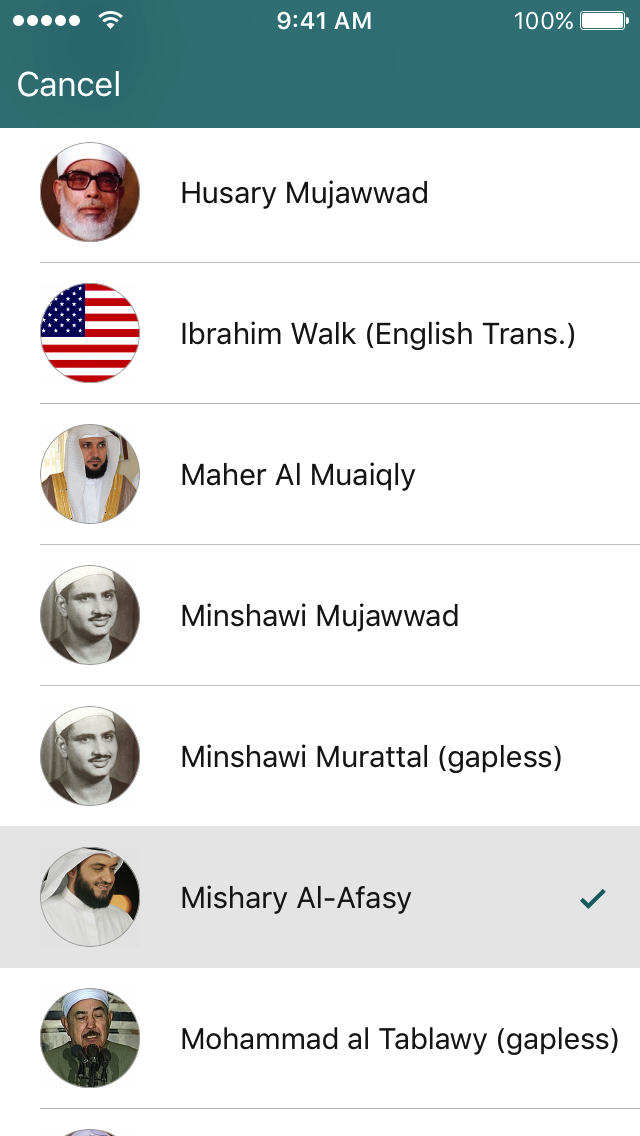 9:41 AM
100%
Cancel
Husary Mujawwad
Ibrahim Walk (English Trans.)
Maher Al Muaiqly
Minshawi Mujawwad
Minshawi Murattal (gapless)
Mishary Al-Afasy
Mohammad al Tablawy (gapless)